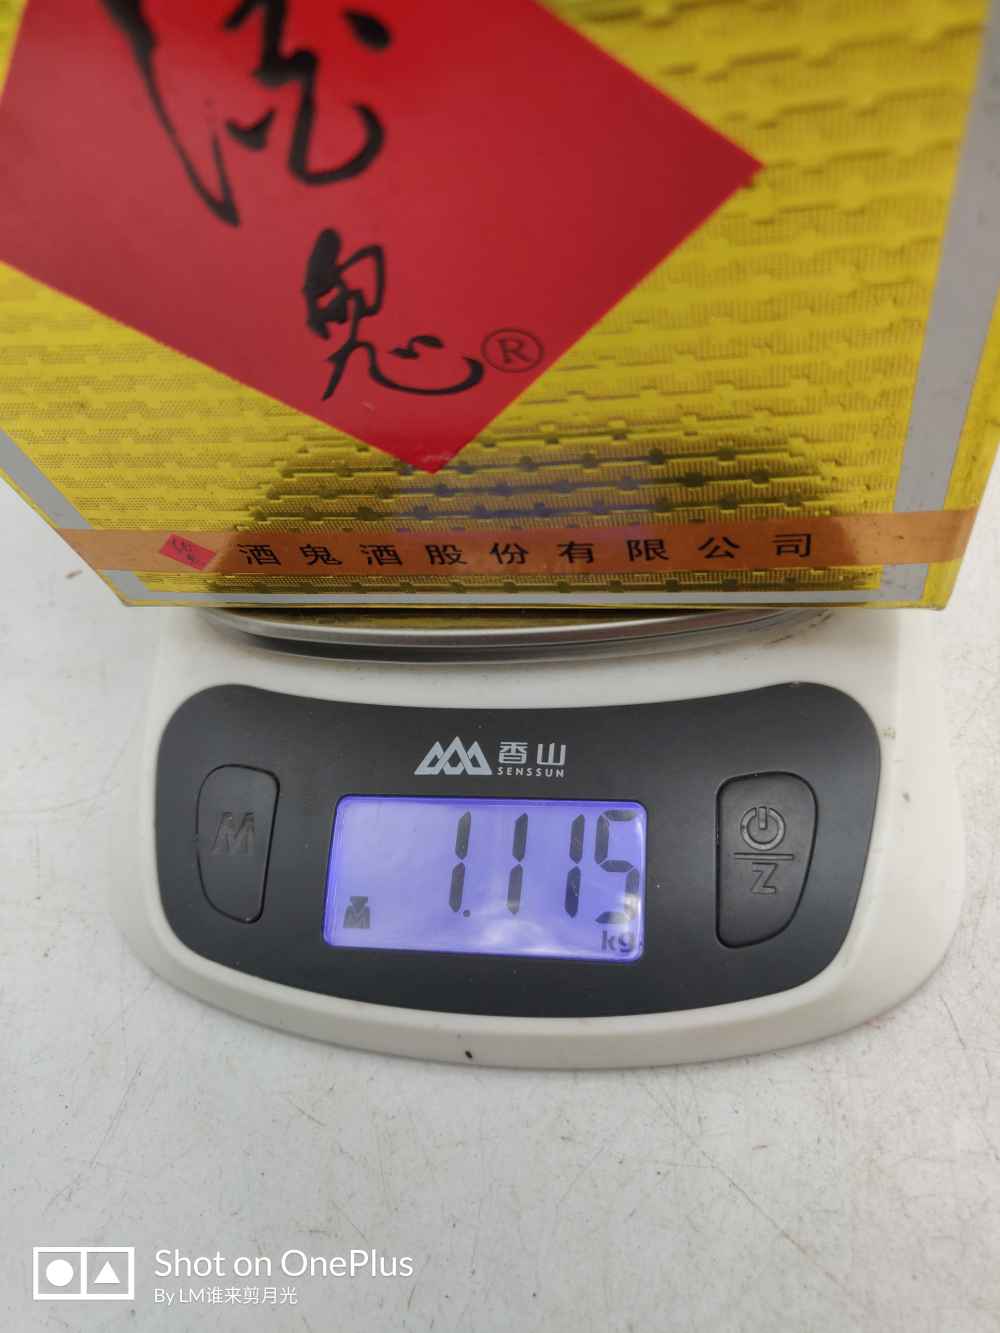 酒
鬼®
酒鬼酒股份有限公司
香山
SENSSUN
M
1.115
kg
N
Shot on OnePlus
By LM谁来剪月光